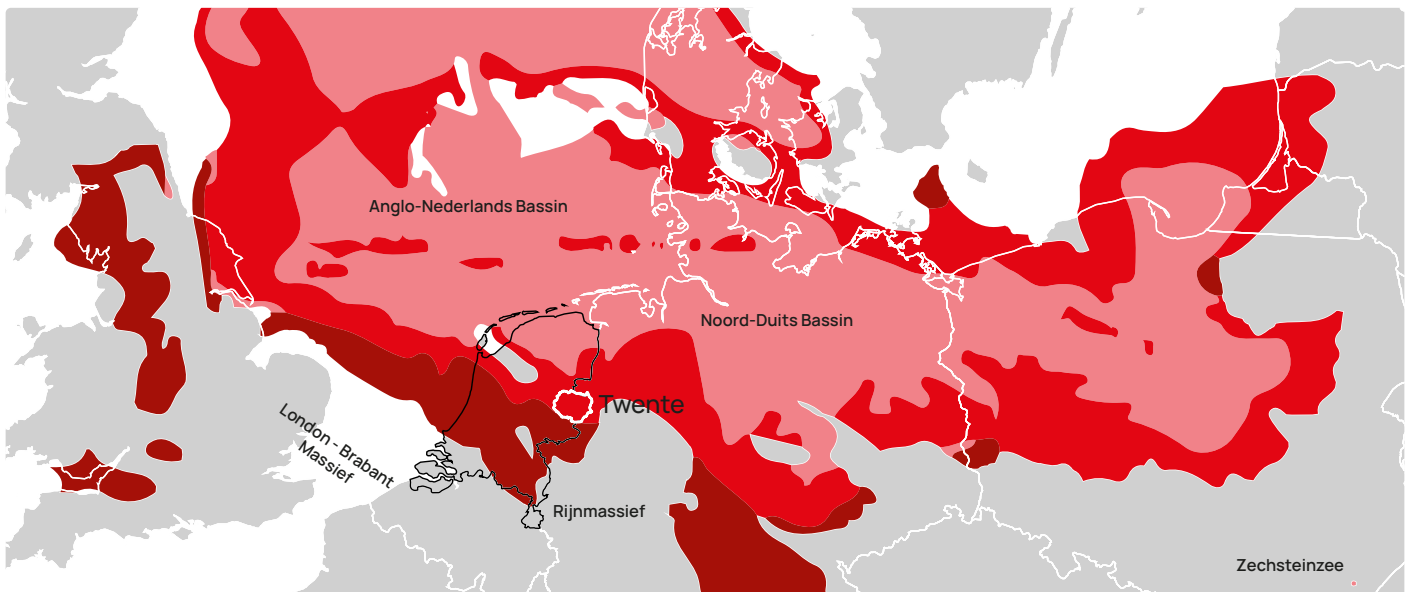 Anglo-Nederlands Bassin
Noord-Duits Bassin
Twente
London - Brabant
Massief
Rijnmassief
Zechsteinzee